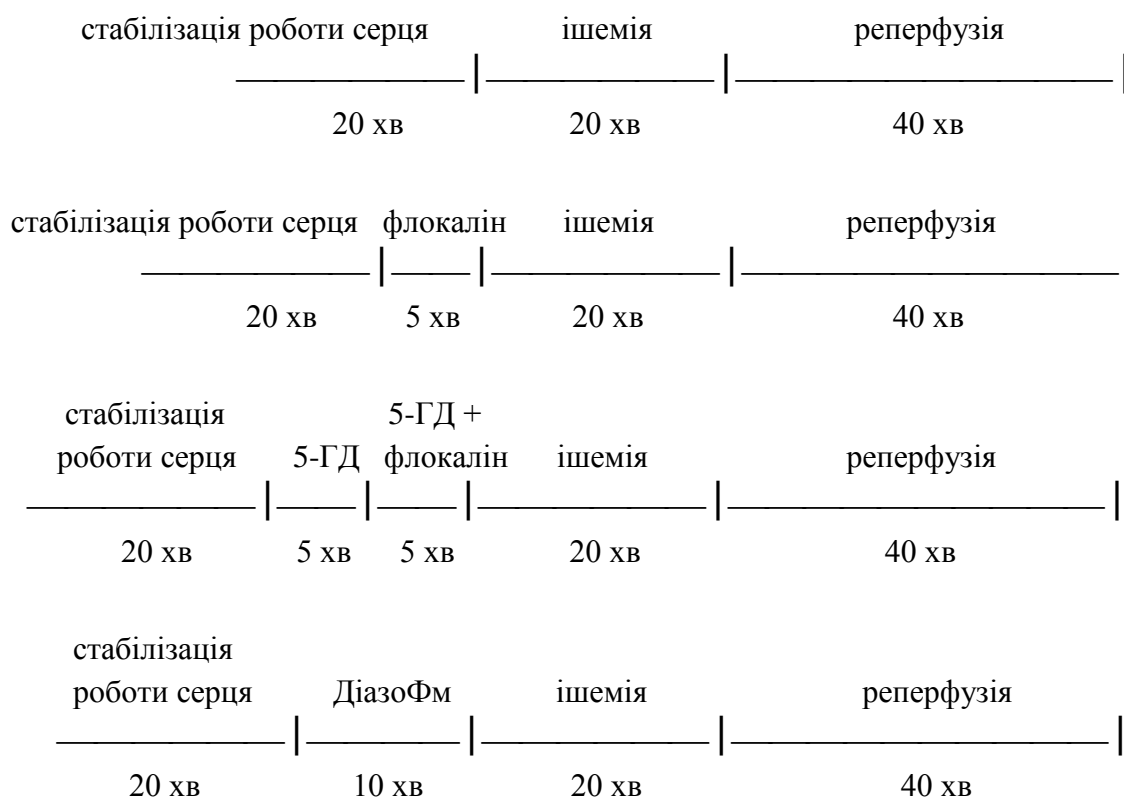 стабілізація роботи серця ішемія реперфузія
20 хв 20 хв 40 хв
стабілізація роботи серця флокалін ішемія реперфузія
20 хв 5 хв 20 хв 40 хв
стабілізація 5-ГД +
роботи серця 5-ГД флокалін ішемія реперфузія
20 хв 5 хв 5 хв 20 хв 40 хв
стабілізація
роботи серця ДіазоФм ішемія реперфузія
20 хв 10 хв 20 хв 40 хв